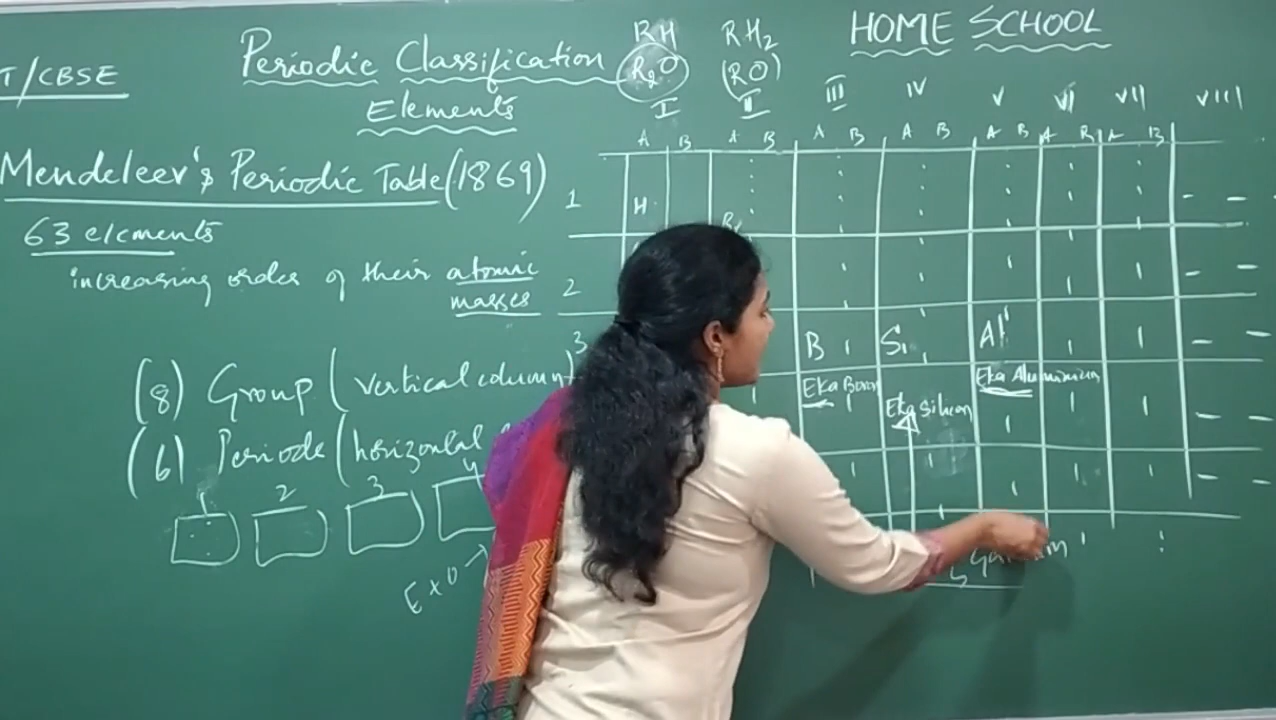 HOME SCHOOL
T/CBSE
Periodic Classification
Elements
RH RH2
R2O (RO)
I II III IV V VI VII VIII
A B A B A B A B A B A B A B
Mendeleev's Periodic Table (1869)
1 H
63 elements
increasing order of their atomic
masses
2
3 B Si Al
(8) Group (vertical column)
Eka Boron Eka Silicon Eka Aluminium
(6) Periods (horizontal
2 3 4